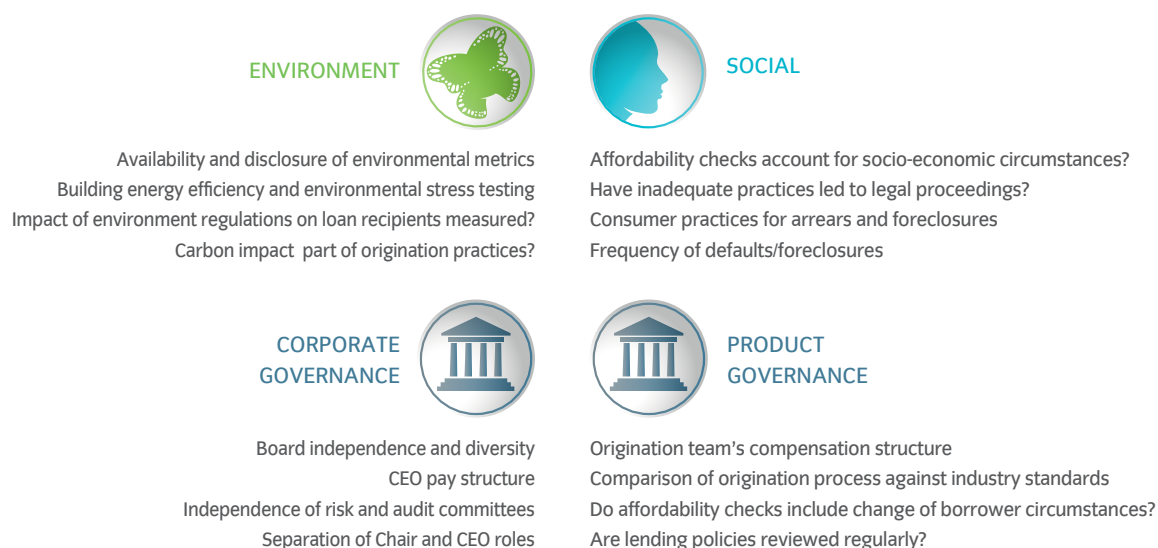 ENVIRONMENT
Availability and disclosure of environmental metrics
Building energy efficiency and environmental stress testing
Impact of environment regulations on loan recipients measured?
Carbon impact part of origination practices?
SOCIAL
Affordability checks account for socio-economic circumstances?
Have inadequate practices led to legal proceedings?
Consumer practices for arrears and foreclosures
Frequency of defaults/foreclosures
CORPORATE
GOVERNANCE
Board independence and diversity
CEO pay structure
Independence of risk and audit committees
Separation of Chair and CEO roles
PRODUCT
GOVERNANCE
Origination team's compensation structure
Comparison of origination process against industry standards
Do affordability checks include change of borrower circumstances?
Are lending policies reviewed regularly?